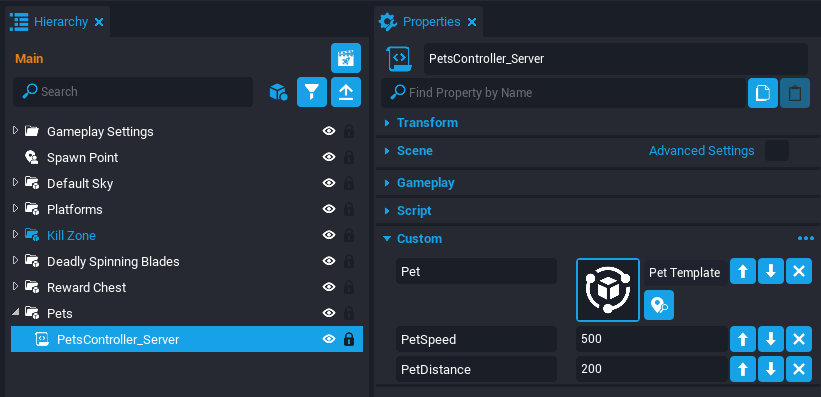 Hierarchy
Main
Search
Gameplay Settings
Spawn Point
Default Sky
Platforms
Kill Zone
Deadly Spinning Blades
Reward Chest
Pets
PetsController_Server
Properties
PetsController_Server
Find Property by Name
Transform
Scene Advanced Settings
Gameplay
Script
Custom
Pet Pet Template
PetSpeed 500
PetDistance 200